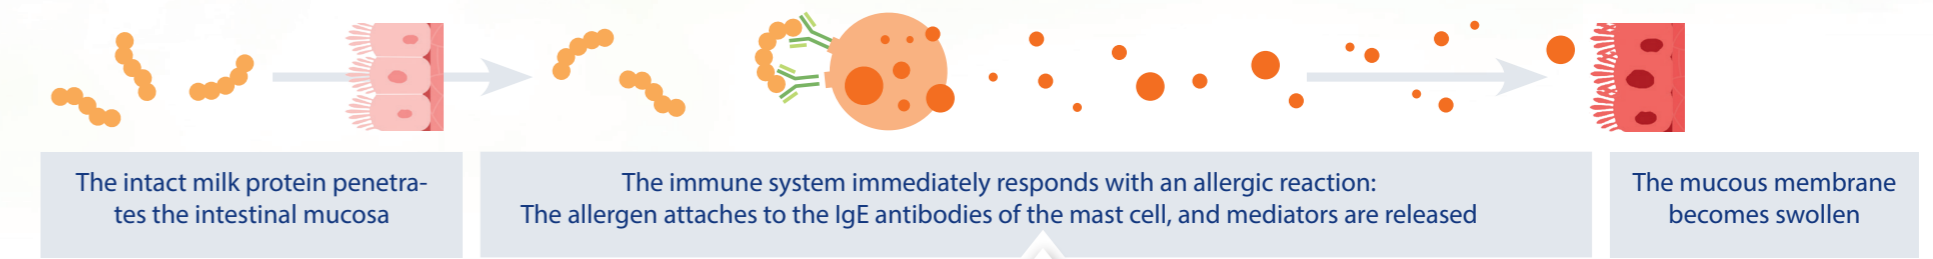 The intact milk protein penetra-
tes the intestinal mucosa
The immune system immediately responds with an allergic reaction:
The allergen attaches to the IgE antibodies of the mast cell, and mediators are released
The mucous membrane
becomes swollen